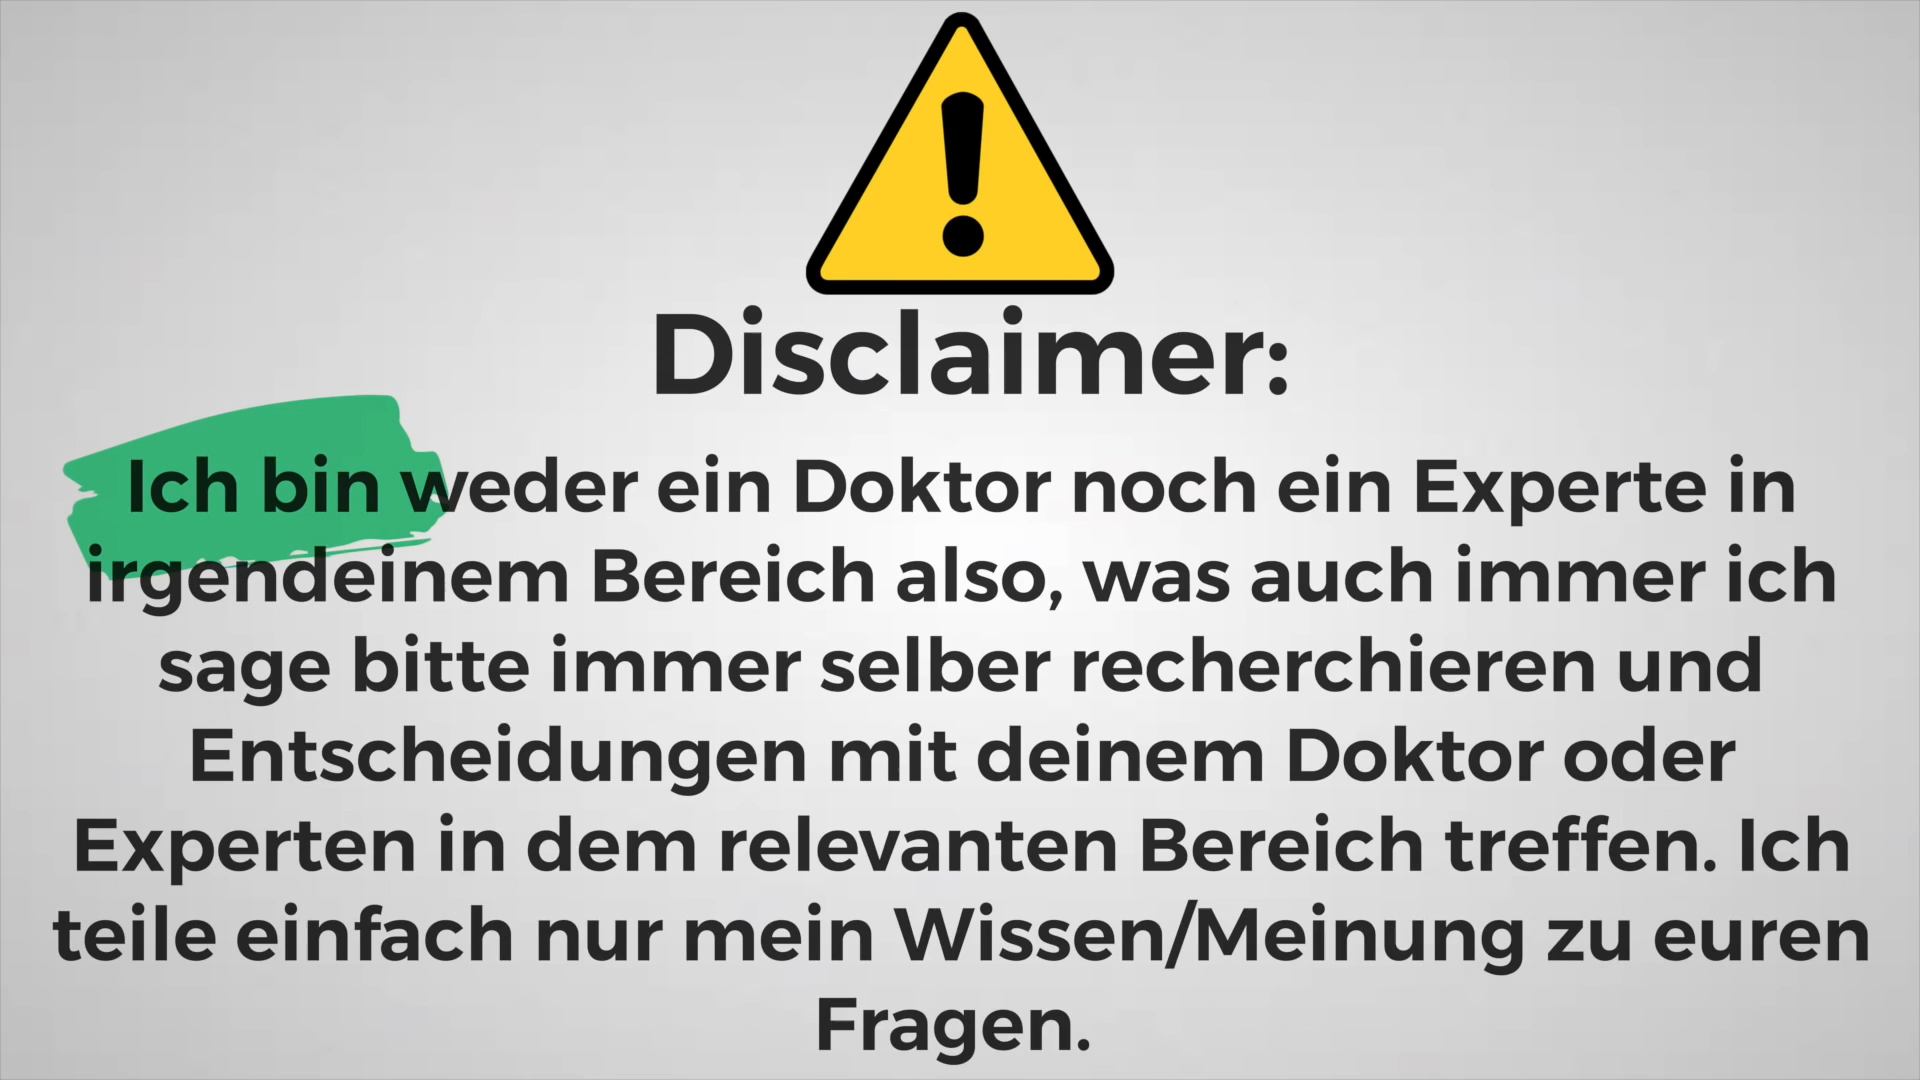 Disclaimer:
Ich bin weder ein Doktor noch ein Experte in
irgendeinem Bereich also, was auch immer ich
sage bitte immer selber recherchieren und
Entscheidungen mit deinem Doktor oder
Experten in dem relevanten Bereich treffen. Ich
teile einfach nur mein Wissen/Meinung zu euren
Fragen.